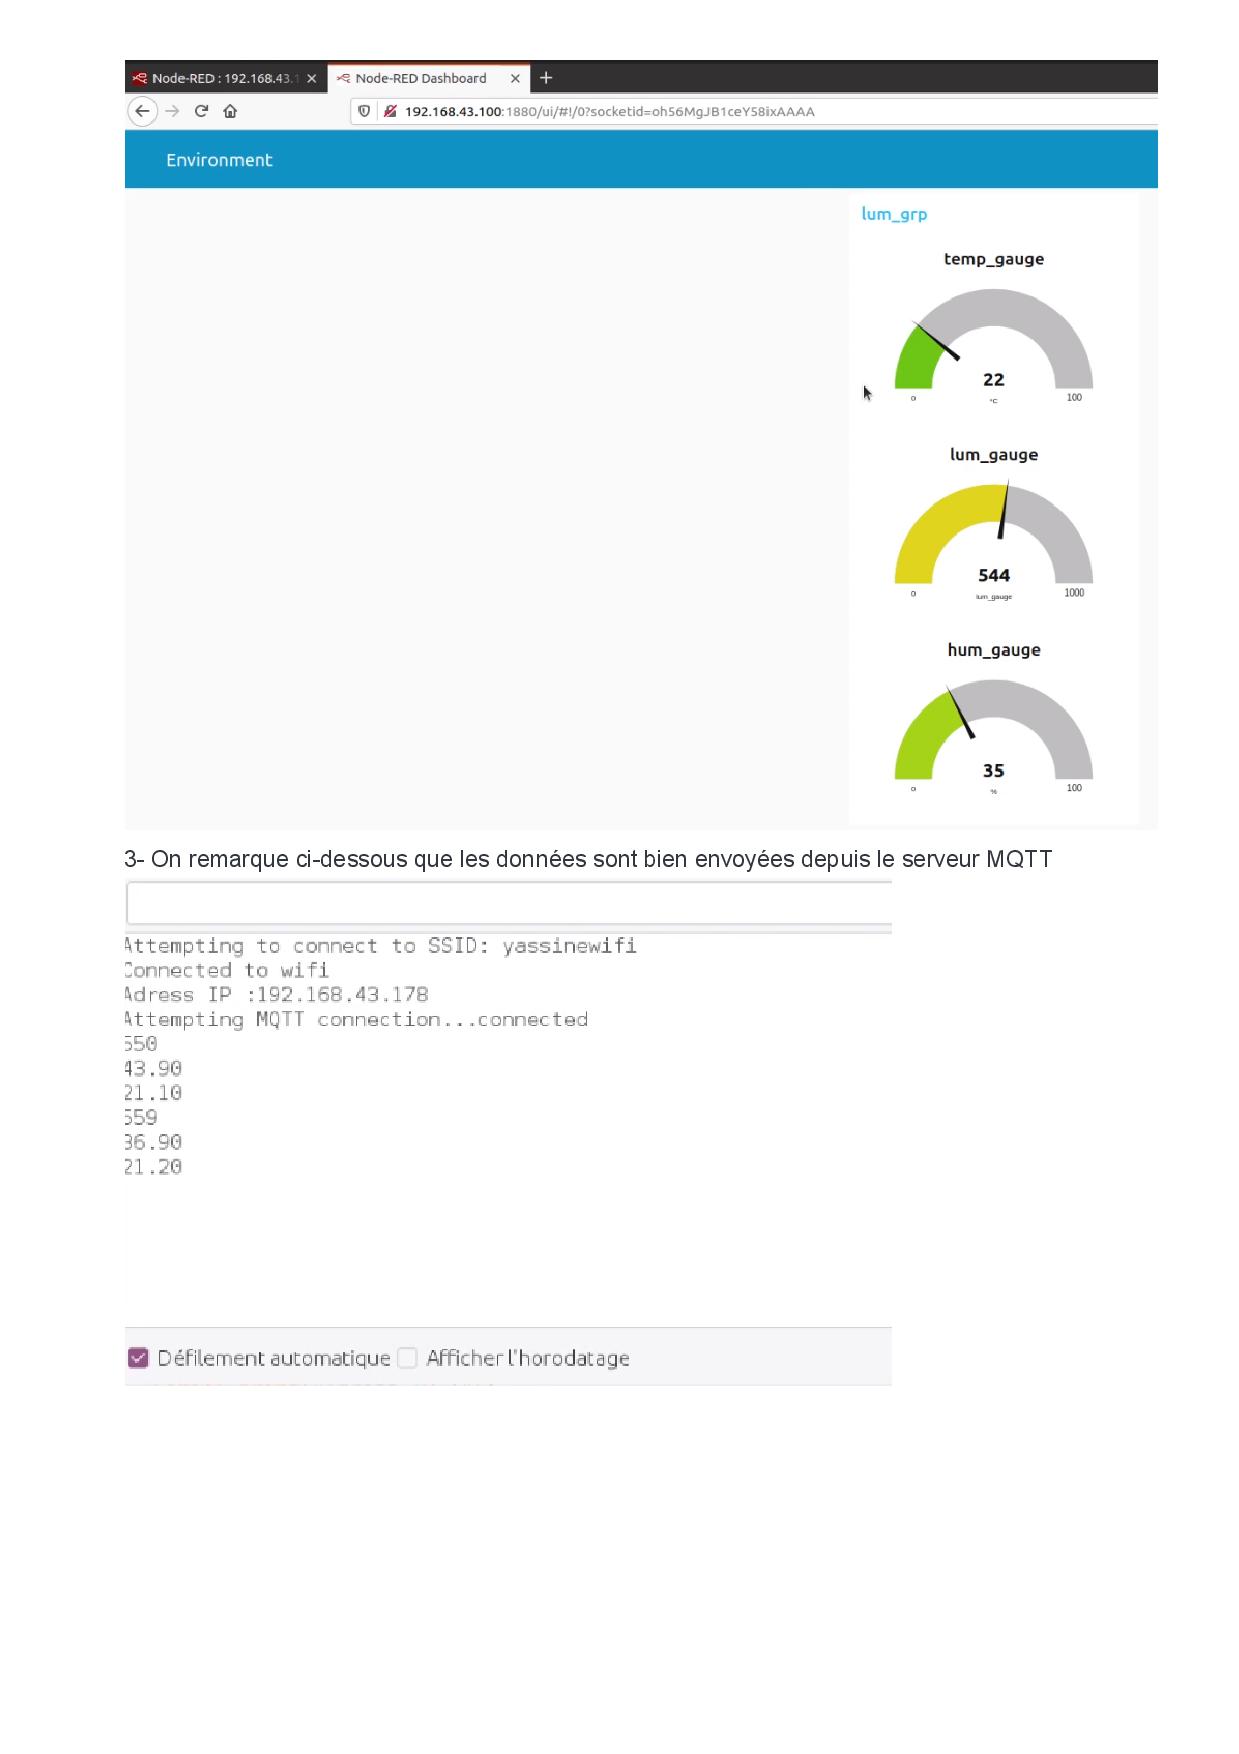 Node-RED : 192.168.43.1
Node-RED Dashboard
192.168.43.100:1880/ui/#!/0?socketid=oh56MgJB1ceY58ixAAAA
Environment
lum_grp
temp_gauge
22
0 °C 100
lum_gauge
544
0 lum_gauge 1000
hum_gauge
35
0 % 100
3- On remarque ci-dessous que les données sont bien envoyées depuis le serveur MQTT
Attempting to connect to SSID: yassinewifi
Connected to wifi
Adress IP :192.168.43.178
Attempting MQTT connection...connected
550
43.90
21.10
559
36.90
21.20
Défilement automatique Afficher l'horodatage